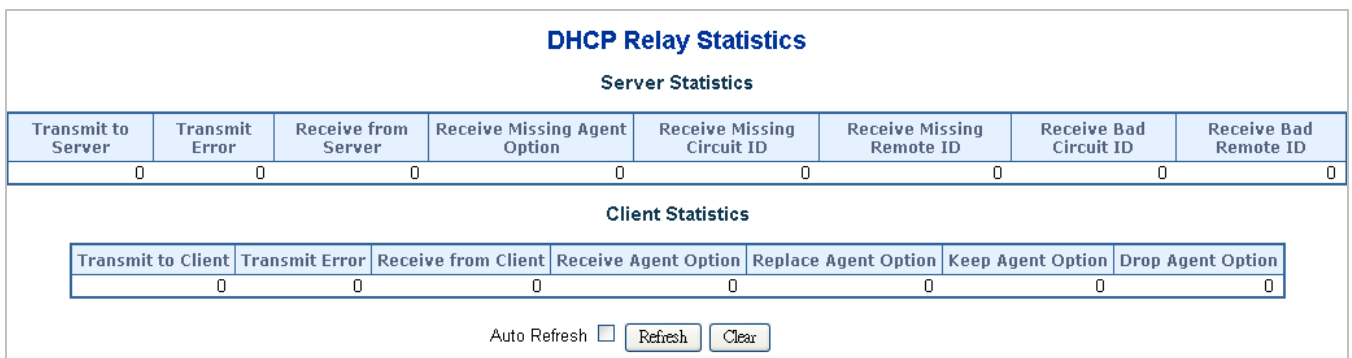 DHCP Relay Statistics
Server Statistics
Transmit to Server Transmit Error Receive from Server Receive Missing Agent Option Receive Missing Circuit ID Receive Missing Remote ID Receive Bad Circuit ID Receive Bad Remote ID
0 0 0 0 0 0 0 0
Client Statistics
Transmit to Client Transmit Error Receive from Client Receive Agent Option Replace Agent Option Keep Agent Option Drop Agent Option
0 0 0 0 0 0 0
Auto Refresh Refresh Clear